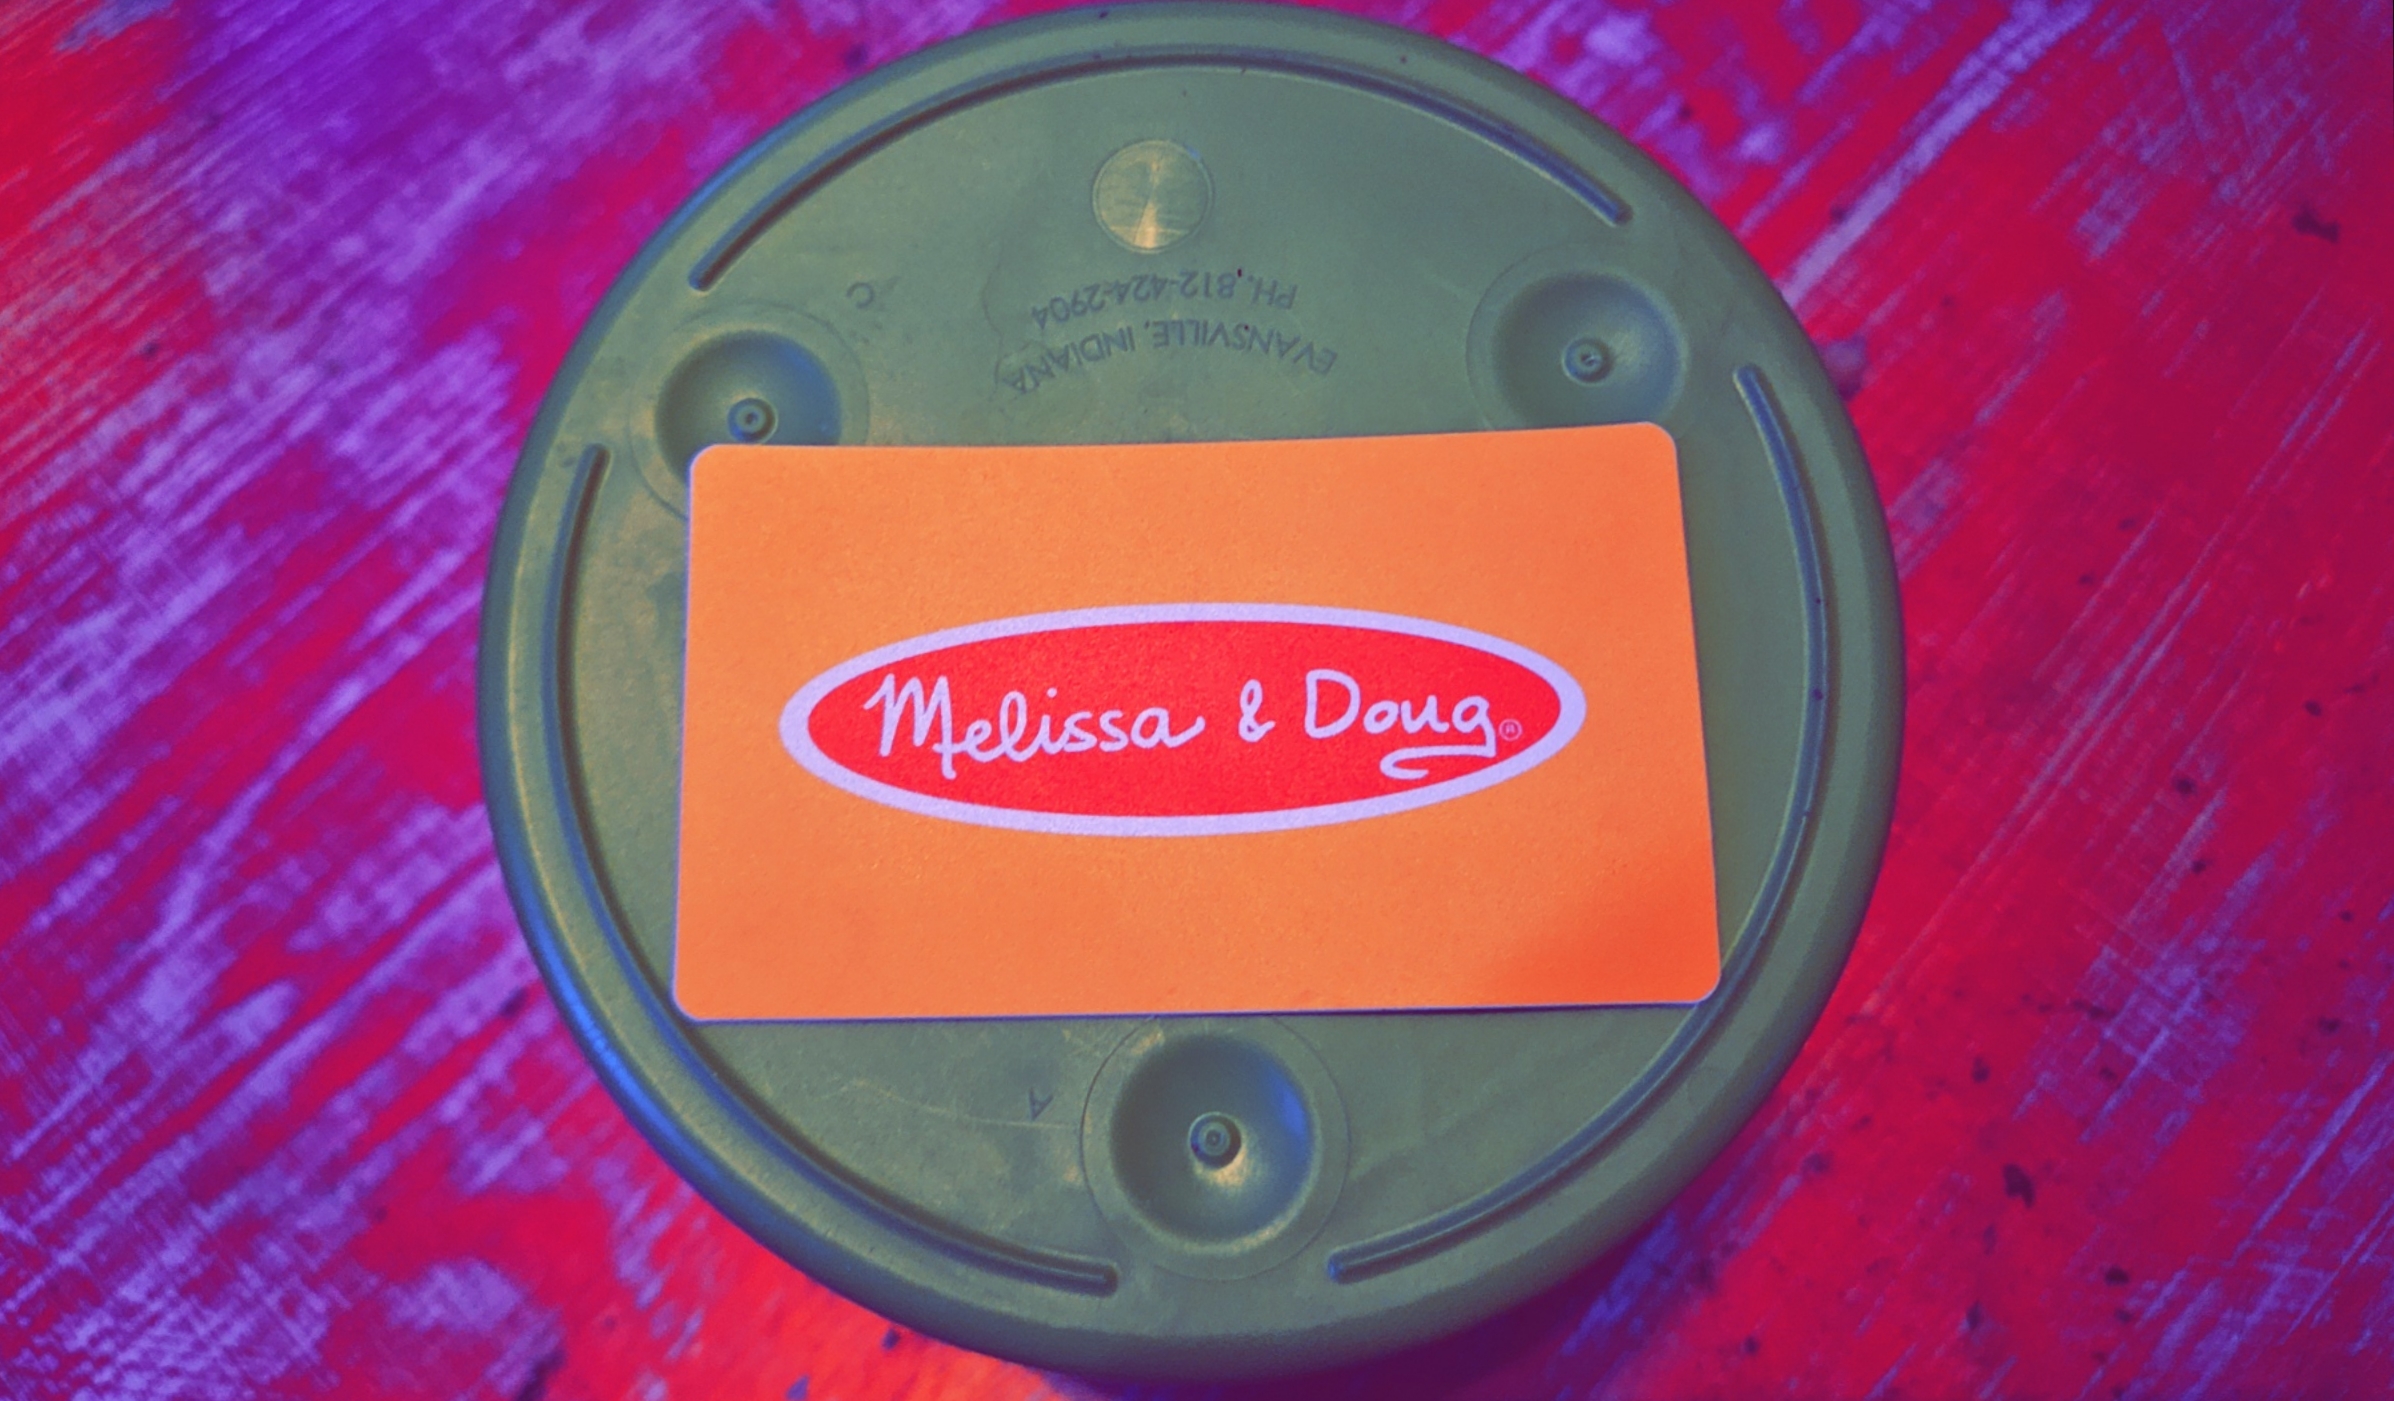 PH. 812-424-2904
EVANSVILLE, INDIANA
C
Melissa & Doug®
A